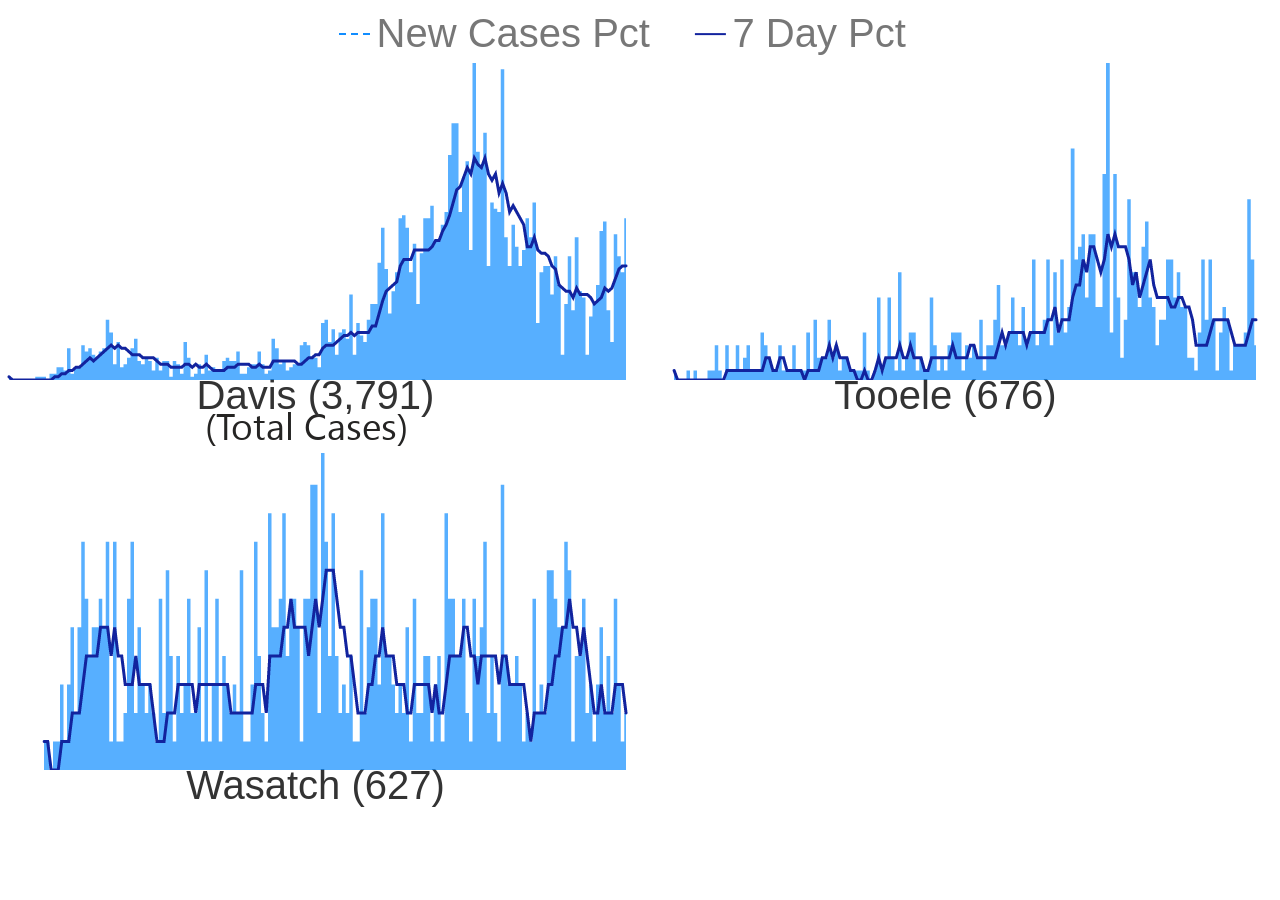 New Cases Pct 7 Day Pct
Davis (3,791)
(Total Cases)
Tooele (676)
Wasatch (627)